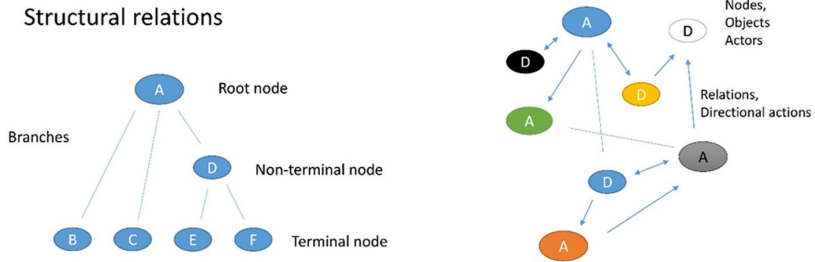 Structural relations
A
Root node
Branches
D
Non-terminal node
B
C
E
F
Terminal node
A
D
Nodes,
Objects
Actors
D
D
Relations,
Directional actions
A
A
D
A